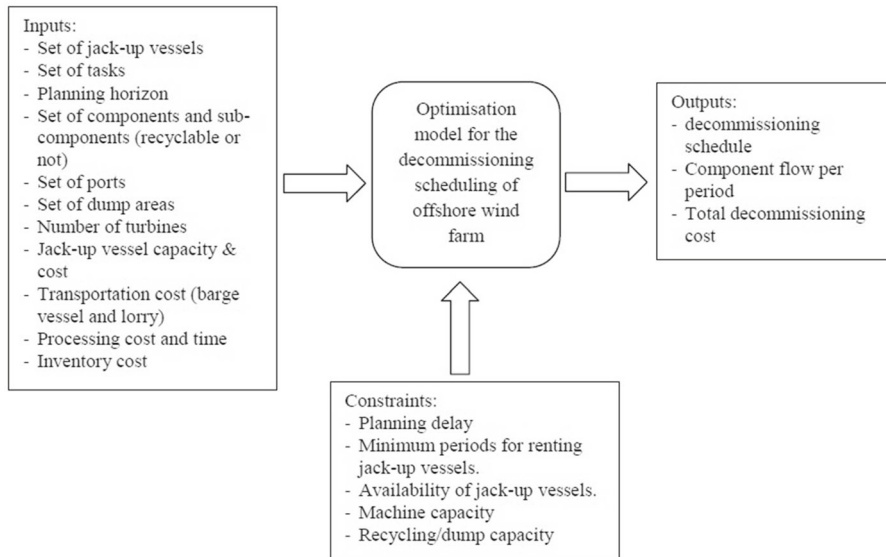 Inputs:
- Set of jack-up vessels
- Set of tasks
- Planning horizon
- Set of components and sub-
components (recyclable or
not)
- Set of ports
- Set of dump areas
- Number of turbines
- Jack-up vessel capacity &
cost
- Transportation cost (barge
vessel and lorry)
- Processing cost and time
- Inventory cost
Optimisation
model for the
decommissioning
scheduling of
offshore wind
farm
Outputs:
- decommissioning
schedule
- Component flow per
period
- Total decommissioning
cost
Constraints:
- Planning delay
- Minimum periods for renting
jack-up vessels.
- Availability of jack-up vessels.
- Machine capacity
- Recycling/dump capacity